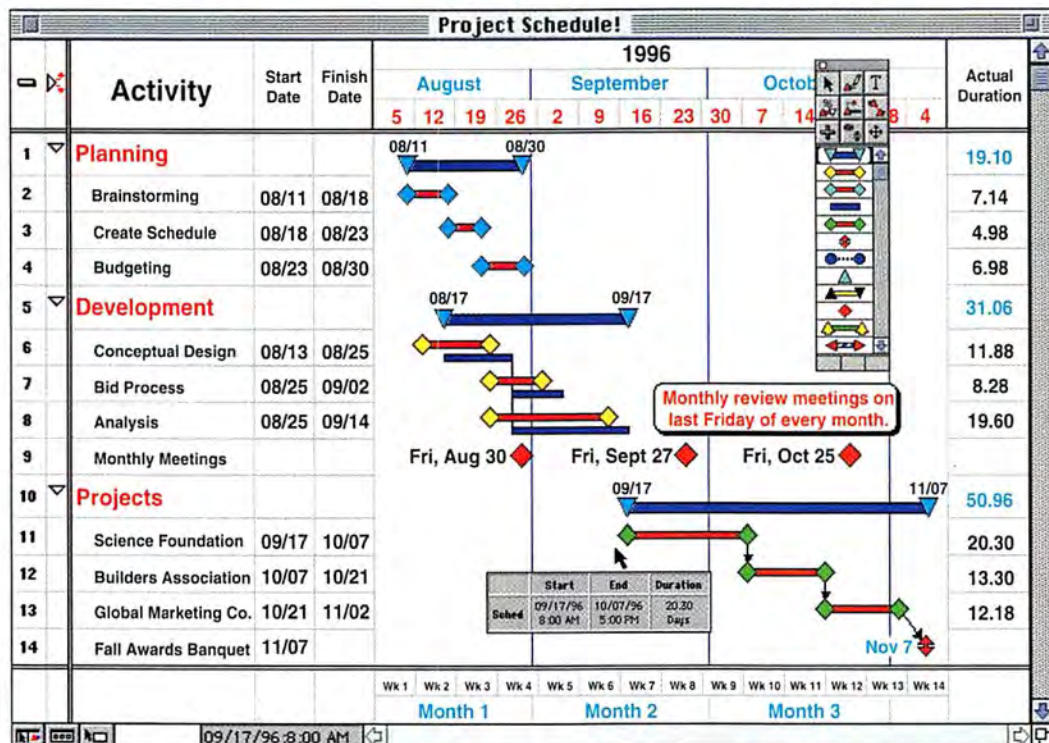 Project Schedule!
1996
Activity
Start Date
Finish Date
August
September
Octob
Actual Duration
5 12 19 26 2 9 16 23 30 7 14 8 4
T
1 Planning 08/11 08/30 19.10
2 Brainstorming 08/11 08/18 7.14
3 Create Schedule 08/18 08/23 4.98
4 Budgeting 08/23 08/30 6.98
5 Development 08/17 09/17 31.06
6 Conceptual Design 08/13 08/25 11.88
7 Bid Process 08/25 09/02 8.28
Monthly review meetings on
last Friday of every month.
8 Analysis 08/25 09/14 19.60
9 Monthly Meetings Fri, Aug 30 Fri, Sept 27 Fri, Oct 25
10 Projects 09/17 11/07 50.96
11 Science Foundation 09/17 10/07 20.30
12 Builders Association 10/07 10/21 13.30
Start End Duration
Sched 09/17/96 10/07/96 20.30
8:00 AM 5:00 PM Days
13 Global Marketing Co. 10/21 11/02 12.18
14 Fall Awards Banquet 11/07 Nov 7
Wk 1 Wk 2 Wk 3 Wk 4 Wk 5 Wk 6 Wk 7 Wk 8 Wk 9 Wk 10 Wk 11 Wk 12 Wk 13 Wk 14
Month 1 Month 2 Month 3
09/17/96 8:00 AM